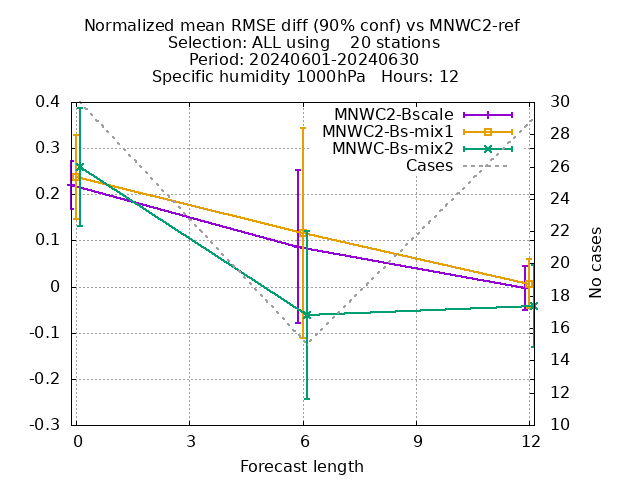 Normalized mean RMSE diff (90% conf) vs MNWC2-ref
Selection: ALL using    20 stations
Period: 20240601-20240630
Specific humidity 1000hPa   Hours: 12
MNWC2-Bscale
MNWC2-Bs-mix1
MNWC-Bs-mix2
Cases
0.4
0.3
0.2
0.1
0
-0.1
-0.2
-0.3
30
28
26
24
22
20
18
16
14
12
10
No cases
0 3 6 9 12
Forecast length